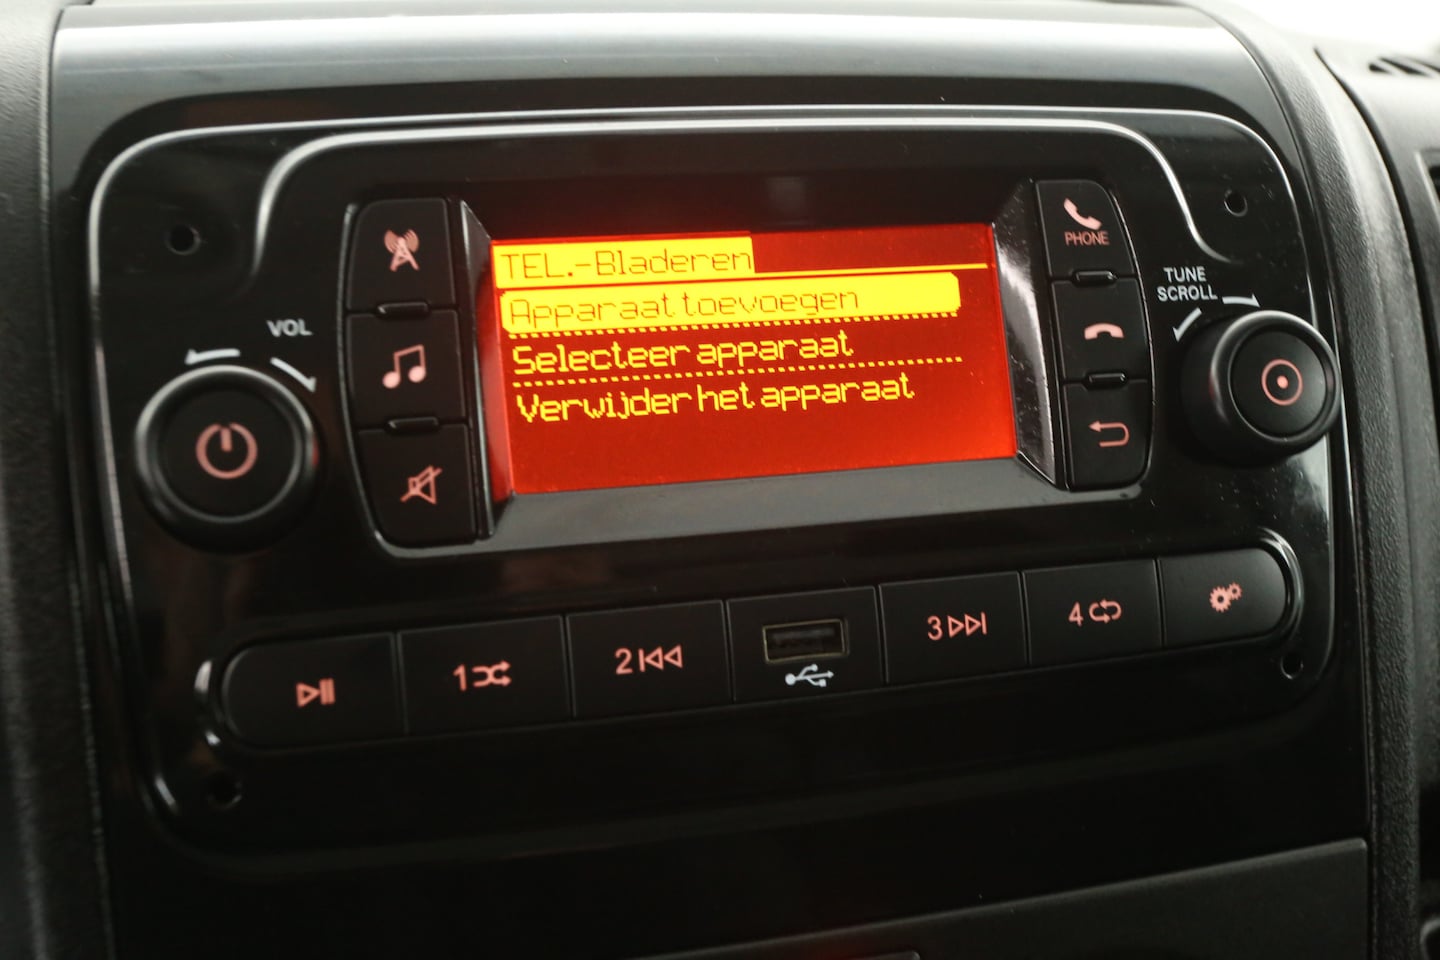 TEL.-Bladeren
Apparaat toevoegen
Selecteer apparaat
Verwijder het apparaat
PHONE
VOL
TUNE
SCROLL
1
2
3
4